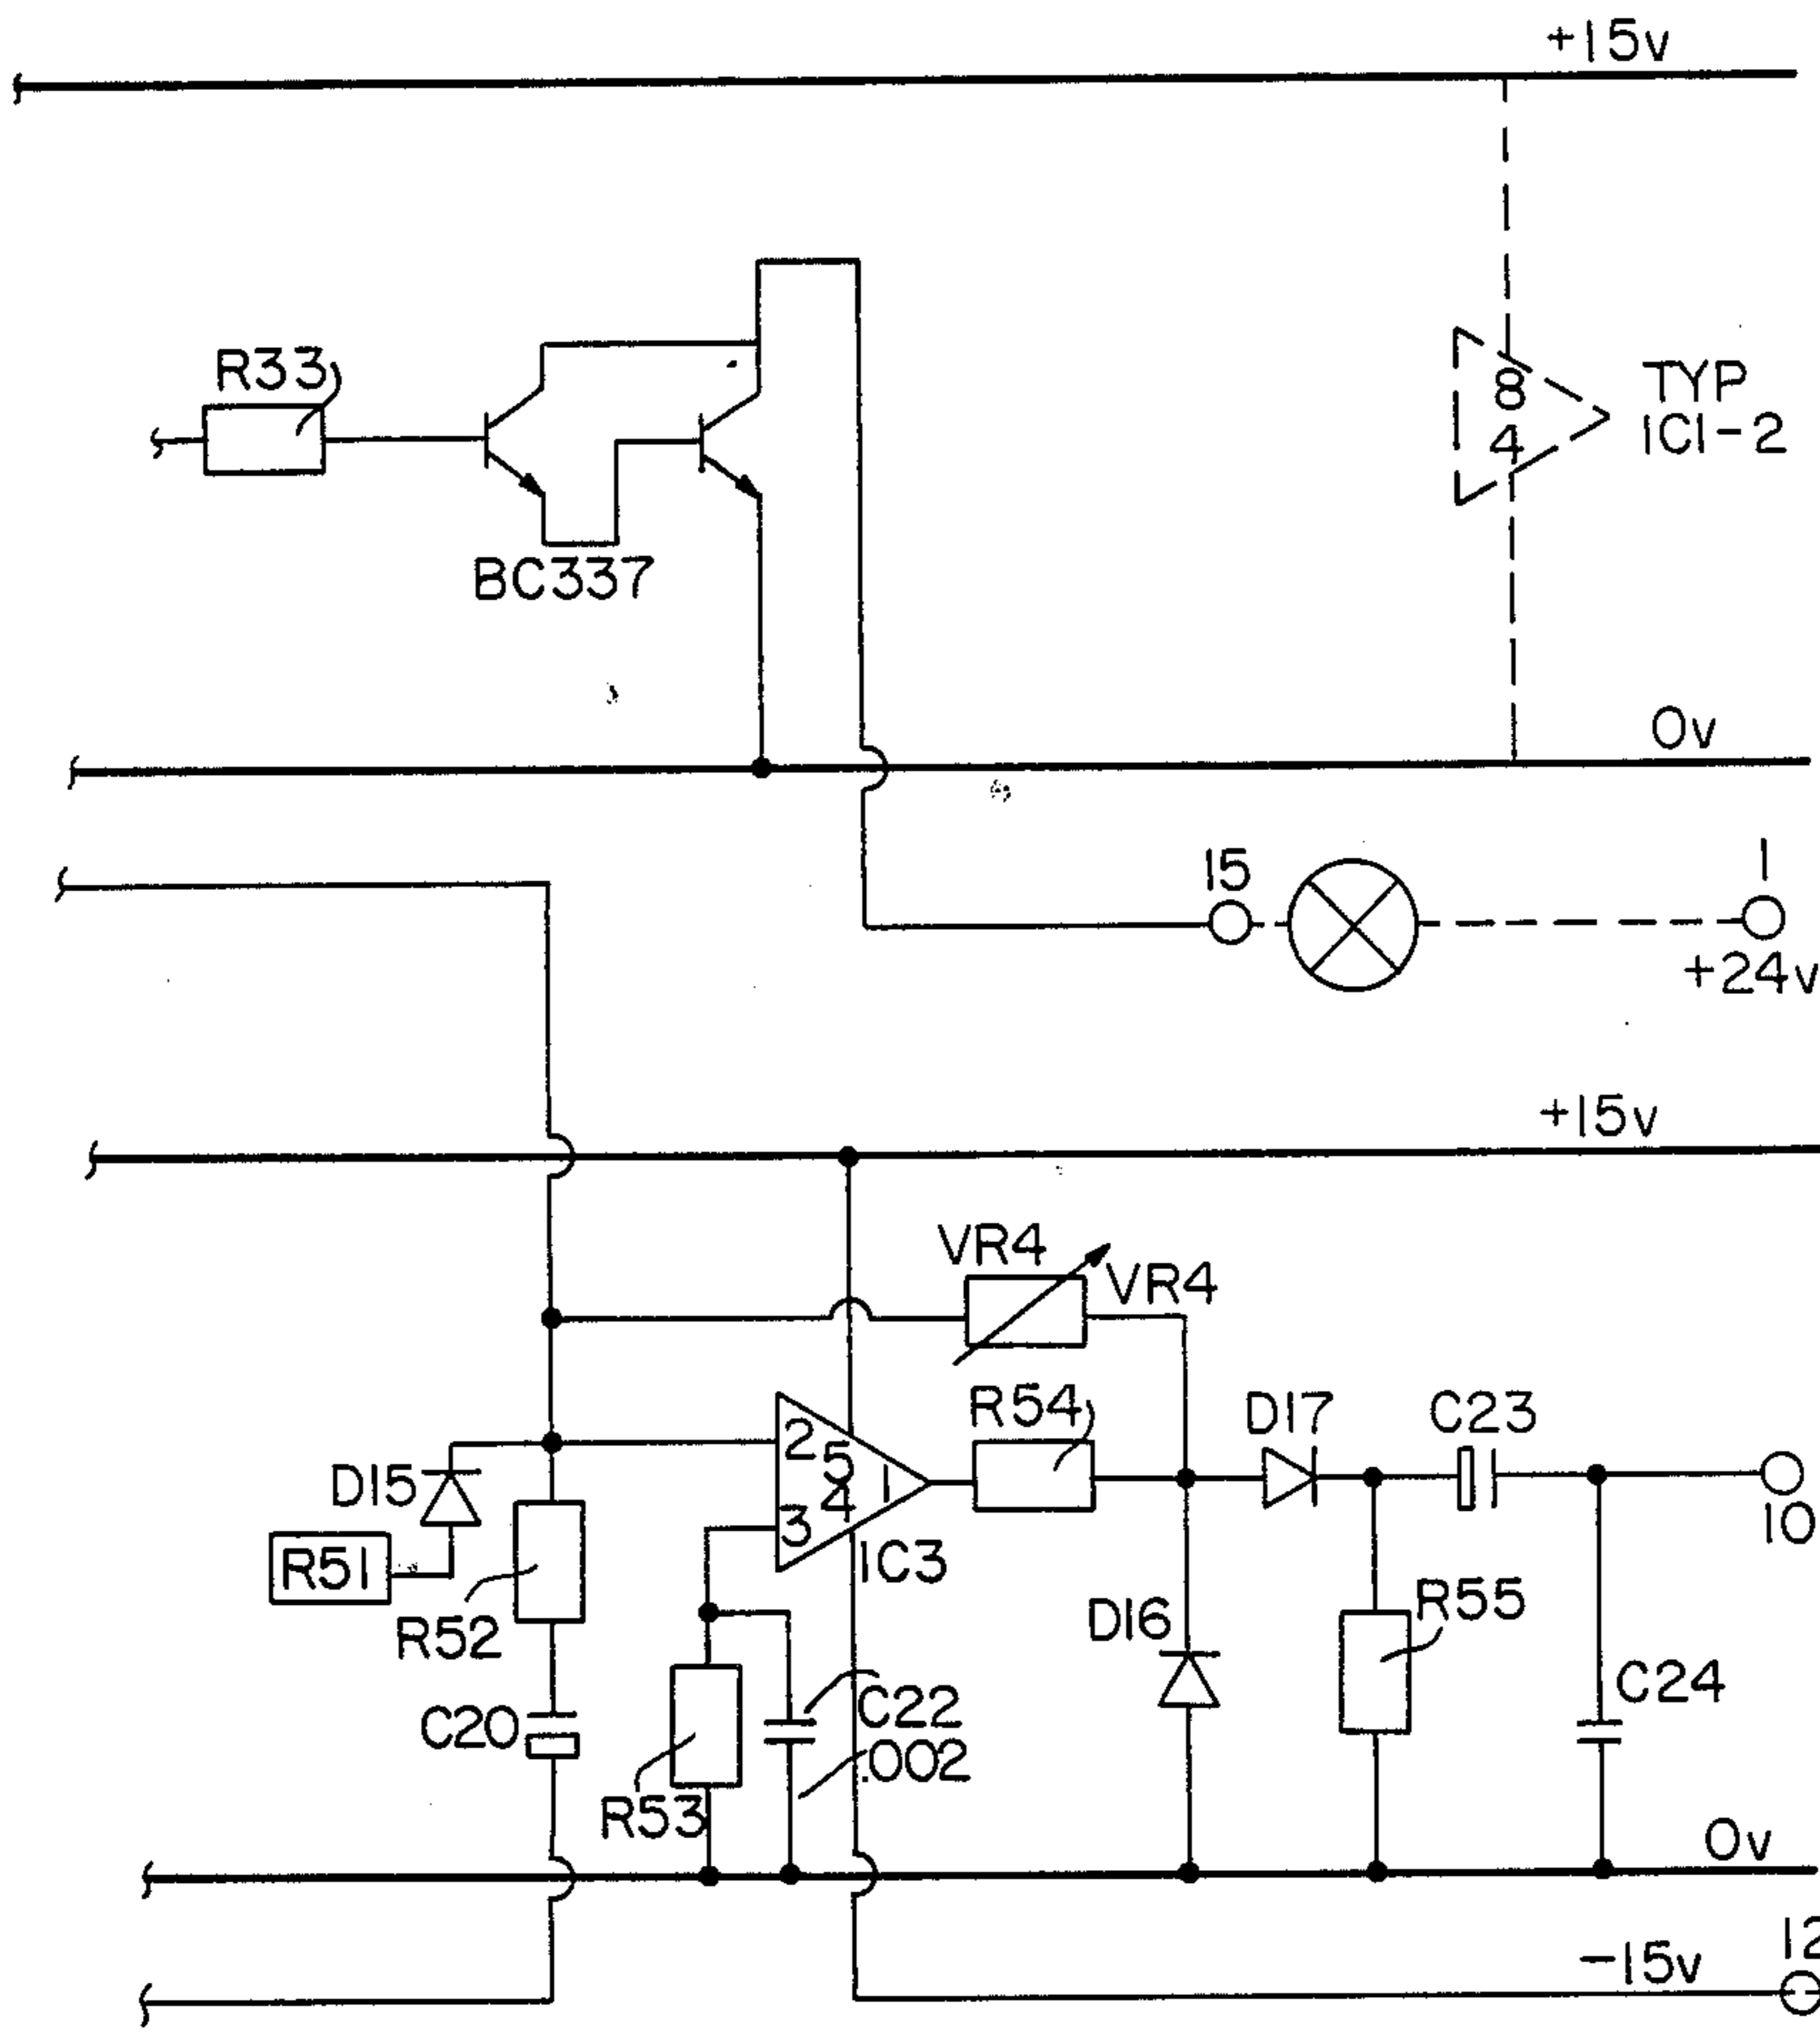 +15v
R33
BC337
8
4
TYP
IC1-2
0v
15
1
+24v
+15v
VR4
VR4
R54
D17
C23
D15
2
5
4
1
3
IC3
10
R51
R52
D16
R55
C20
C22
.002
C24
R53
0v
-15v
12